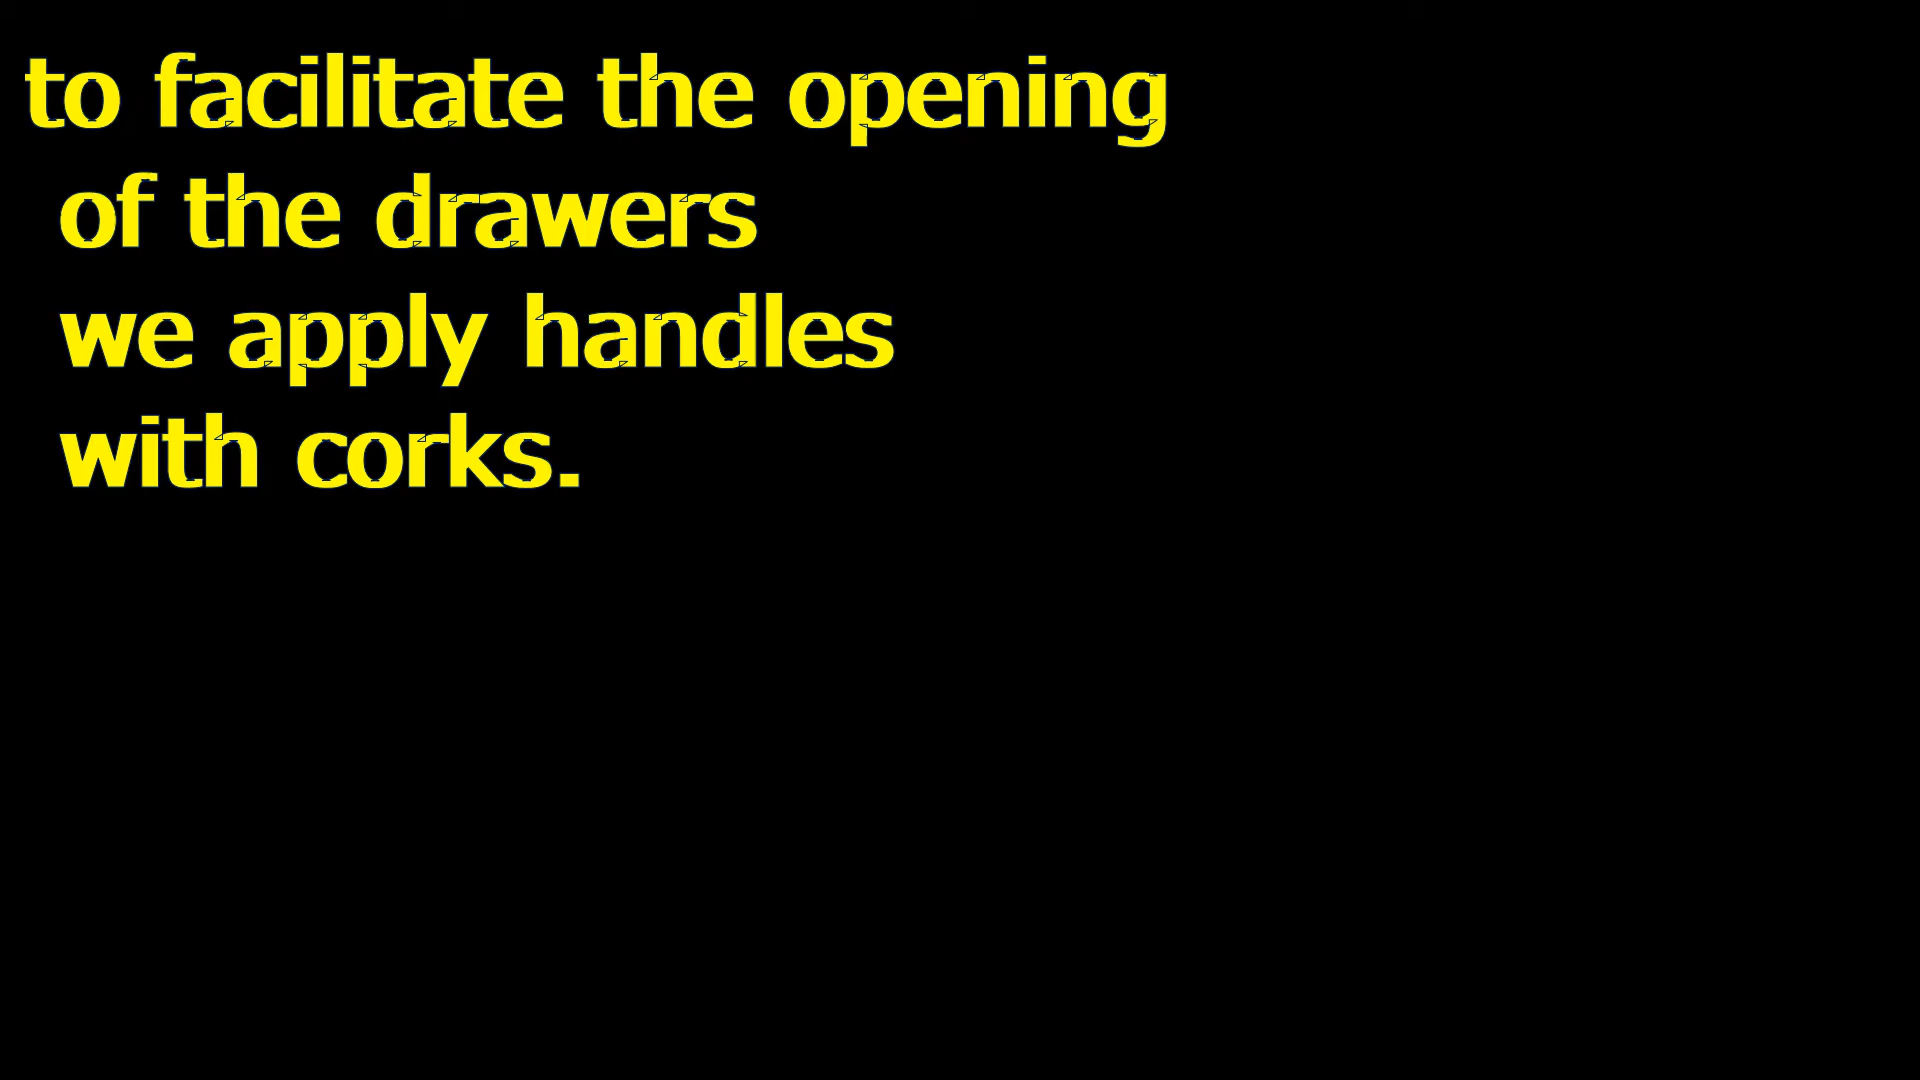 to facilitate the opening
of the drawers
we apply handles
with corks.